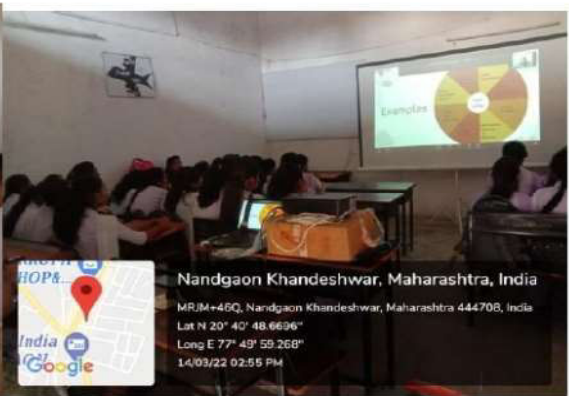 Examples
HOP&
India
Google
Nandgaon Khandeshwar, Maharashtra, India
MRJM+46Q, Nandgaon Khandeshwar, Maharashtra 444708, India
Lat N 20° 40' 48.6696"
Long E 77° 49' 59.268"
14/03/22 02:55 PM